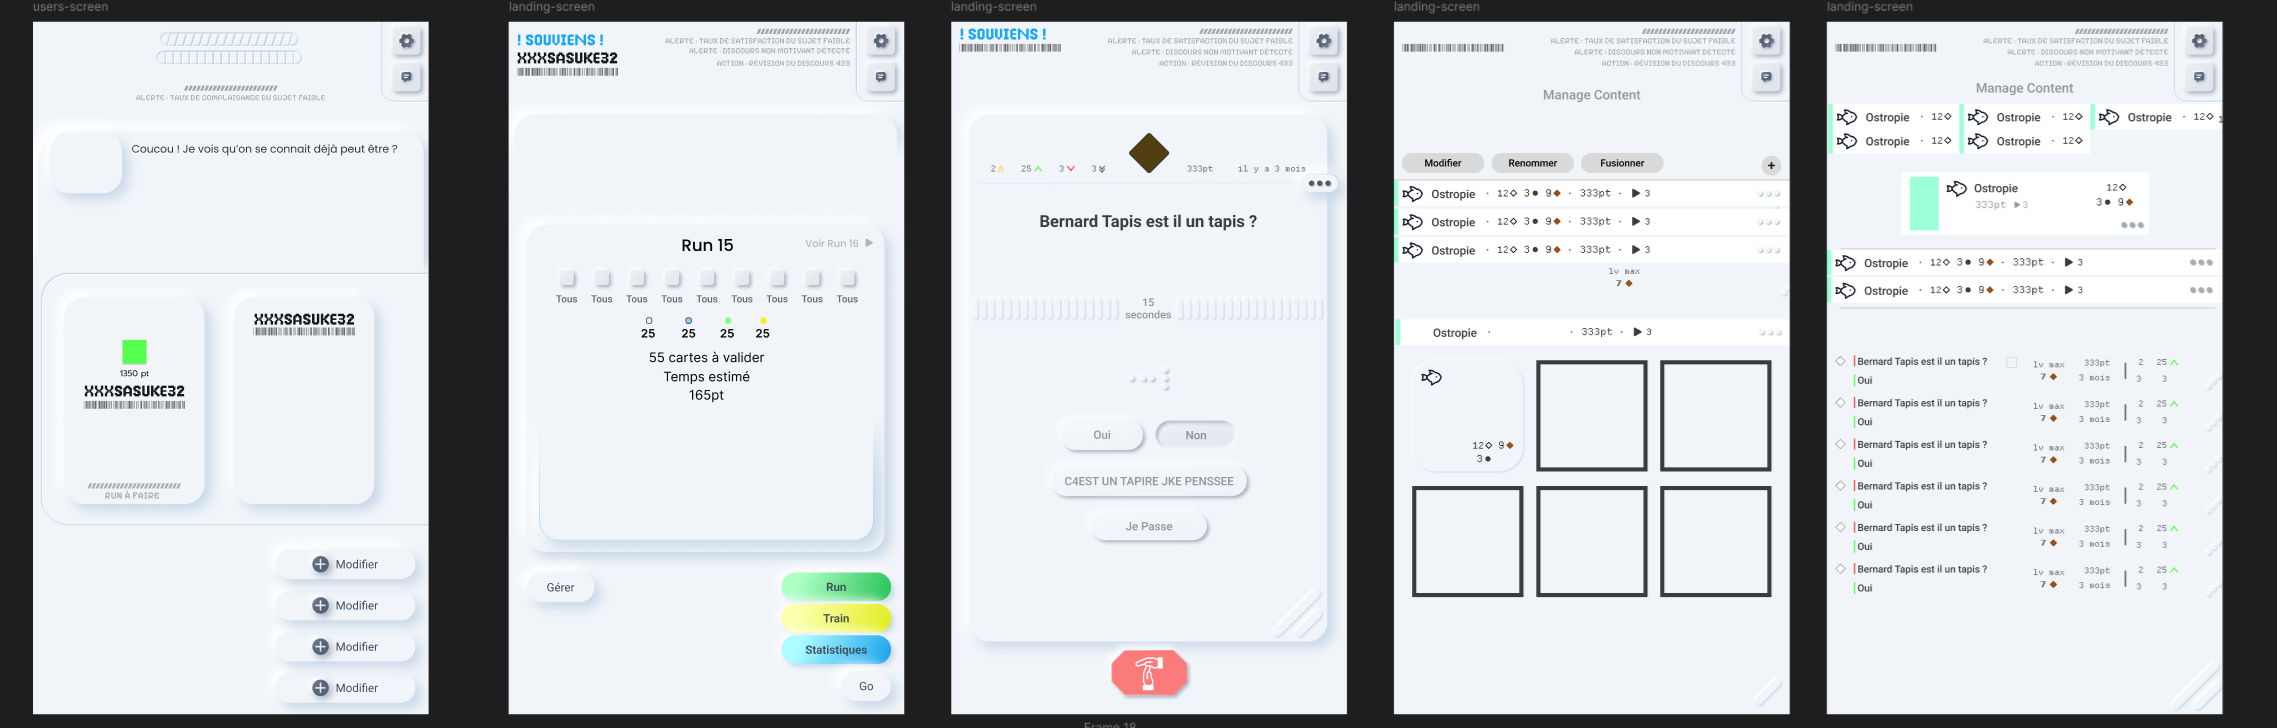 users-screen
ALERTE : TAUX DE COMPLAISANCE DU SUJET FAIBLE
Coucou ! Je vois qu'on se connait déjà peut être ?
1350 pt
XXXSASUKE32
RUN À FAIRE
XXXSASUKE32
Modifier
Modifier
Modifier
Modifier
landing-screen
! SOUVIENS !
XXXSASUKE32
ALERTE : TAUX DE SATISFACTION DU SUJET FAIBLE
ALERTE : DISCOURS NON MOTIVANT DÉTECTÉ
ACTION : RÉVISION DU DISCOURS 433
Run 15
Voir Run 16
Tous Tous Tous Tous Tous Tous Tous Tous Tous
25 25 25 25
55 cartes à valider
Temps estimé
165pt
Gérer
Run
Train
Statistiques
Go
landing-screen
! SOUVIENS !
ALERTE : TAUX DE SATISFACTION DU SUJET FAIBLE
ALERTE : DISCOURS NON MOTIVANT DÉTECTÉ
ACTION : RÉVISION DU DISCOURS 433
2 25 3 3 333pt il y a 3 mois
Bernard Tapis est il un tapis ?
15
secondes
Oui Non
C4EST UN TAPIRE JKE PENSSEE
Je Passe
Frame 18
landing-screen
ALERTE : TAUX DE SATISFACTION DU SUJET FAIBLE
ALERTE : DISCOURS NON MOTIVANT DÉTECTÉ
ACTION : RÉVISION DU DISCOURS 433
Manage Content
Modifier Renommer Fusionner +
Ostropie · 12◇ 3● 9◆ · 333pt · ▶ 3
Ostropie · 12◇ 3● 9◆ · 333pt · ▶ 3
Ostropie · 12◇ 3● 9◆ · 333pt · ▶ 3
lv max
7 ◆
Ostropie · · 333pt · ▶ 3
12◇ 9◆
3●
landing-screen
ALERTE : TAUX DE SATISFACTION DU SUJET FAIBLE
ALERTE : DISCOURS NON MOTIVANT DÉTECTÉ
ACTION : RÉVISION DU DISCOURS 433
Manage Content
Ostropie · 12◇ Ostropie · 12◇ Ostropie · 12◇
Ostropie · 12◇ Ostropie · 12◇
Ostropie 12◇
333pt ▶3 3● 9◆
Ostropie · 12◇ 3● 9◆ · 333pt · ▶ 3
Ostropie · 12◇ 3● 9◆ · 333pt · ▶ 3
Bernard Tapis est il un tapis ? lv max 333pt 2 25
Oui 7 ◆ 3 mois 3 3
Bernard Tapis est il un tapis ? lv max 333pt 2 25
Oui 7 ◆ 3 mois 3 3
Bernard Tapis est il un tapis ? lv max 333pt 2 25
Oui 7 ◆ 3 mois 3 3
Bernard Tapis est il un tapis ? lv max 333pt 2 25
Oui 7 ◆ 3 mois 3 3
Bernard Tapis est il un tapis ? lv max 333pt 2 25
Oui 7 ◆ 3 mois 3 3
Bernard Tapis est il un tapis ? lv max 333pt 2 25
Oui 7 ◆ 3 mois 3 3